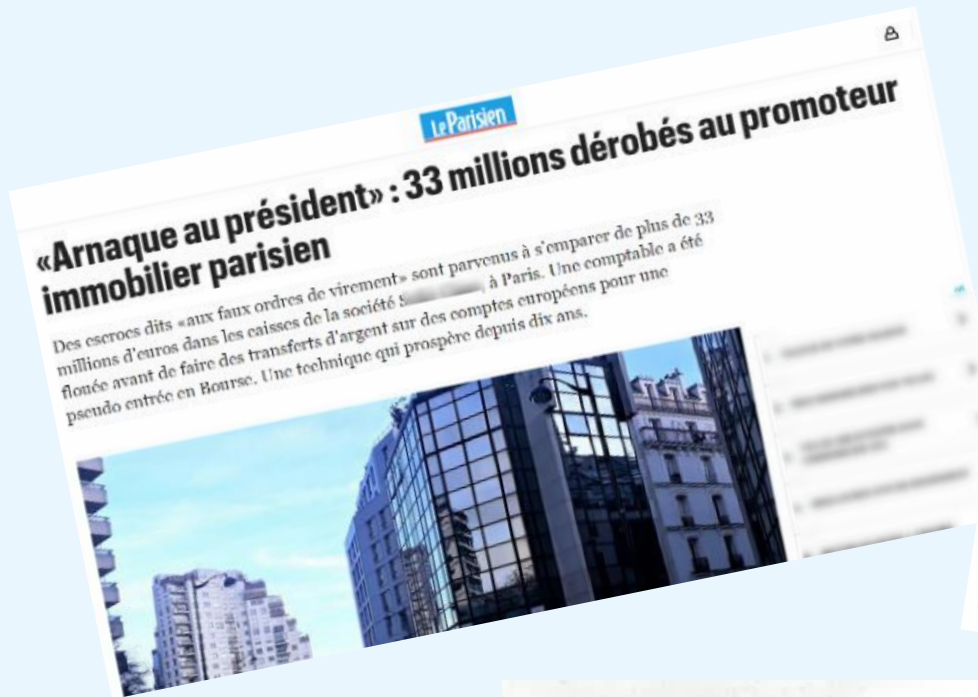 Le Parisien
«Arnaque au président» : 33 millions dérobés au promoteur
immobilier parisien
Des escrocs dits «aux faux ordres de virement» sont parvenus à s'emparer de plus de 33
millions d'euros dans les caisses de la société à Paris. Une comptable a été
flouée avant de faire des transferts d'argent sur des comptes européens pour une
pseudo entrée en Bourse. Une technique qui prospère depuis dix ans.